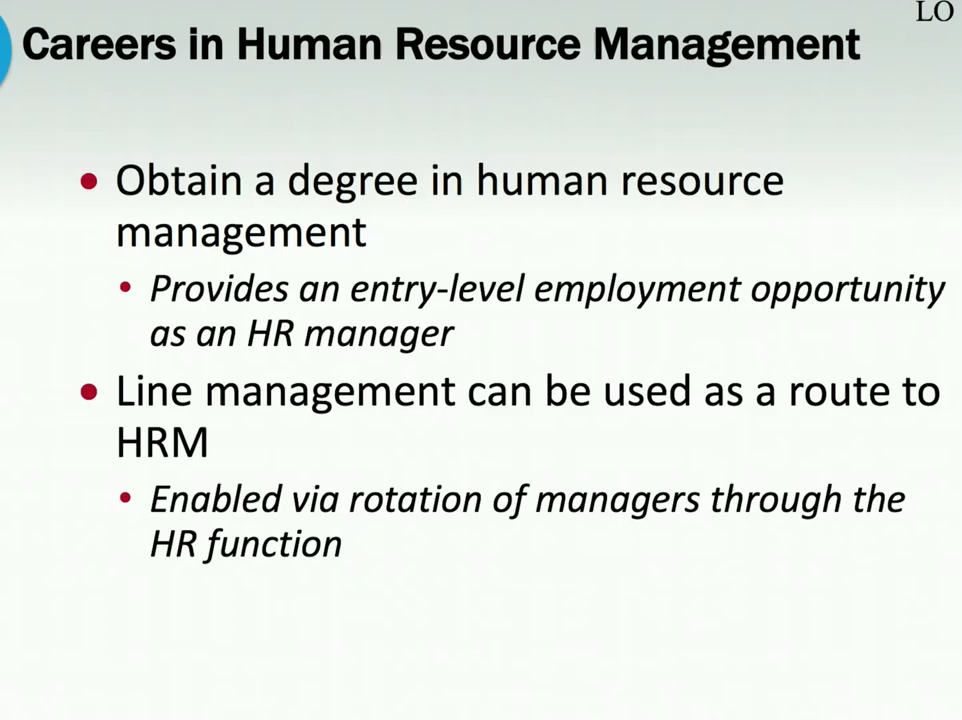 LO
Careers in Human Resource Management
• Obtain a degree in human resource
management
• Provides an entry-level employment opportunity
as an HR manager
• Line management can be used as a route to
HRM
• Enabled via rotation of managers through the
HR function